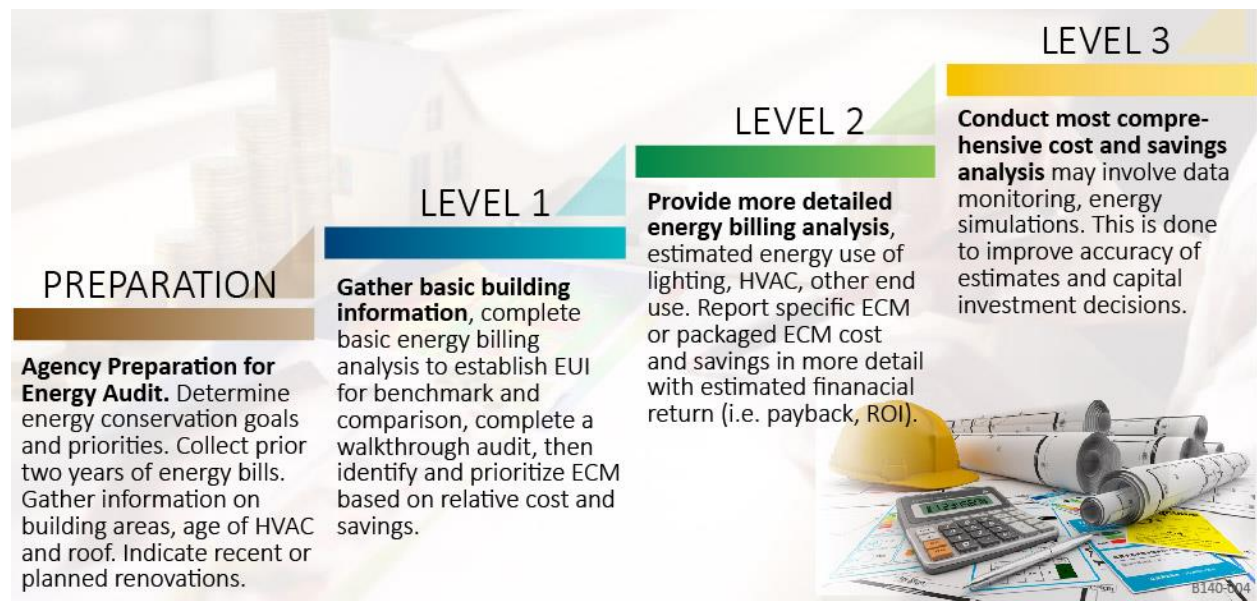 PREPARATION
Agency Preparation for
Energy Audit. Determine
energy conservation goals
and priorities. Collect prior
two years of energy bills.
Gather information on
building areas, age of HVAC
and roof. Indicate recent or
planned renovations.
LEVEL 1
Gather basic building
information, complete
basic energy billing
analysis to establish EUI
for benchmark and
comparison, complete a
walkthrough audit, then
identify and prioritize ECM
based on relative cost and
savings.
LEVEL 2
Provide more detailed
energy billing analysis,
estimated energy use of
lighting, HVAC, other end
use. Report specific ECM
or packaged ECM cost
and savings in more detail
with estimated finanacial
return (i.e. payback, ROI).
LEVEL 3
Conduct most compre-
hensive cost and savings
analysis may involve data
monitoring, energy
simulations. This is done
to improve accuracy of
estimates and capital
investment decisions.
B140-004